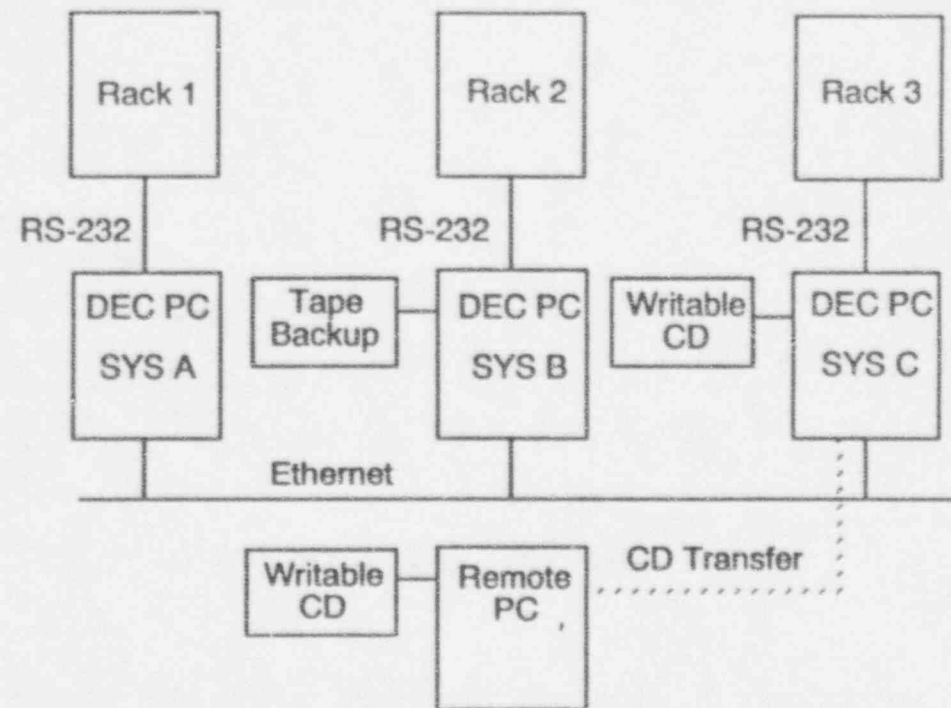 Rack 1
Rack 2
Rack 3
RS-232
RS-232
RS-232
DEC PC
SYS A
Tape
Backup
DEC PC
SYS B
Writable
CD
DEC PC
SYS C
Ethernet
Writable
CD
Remote
PC
CD Transfer